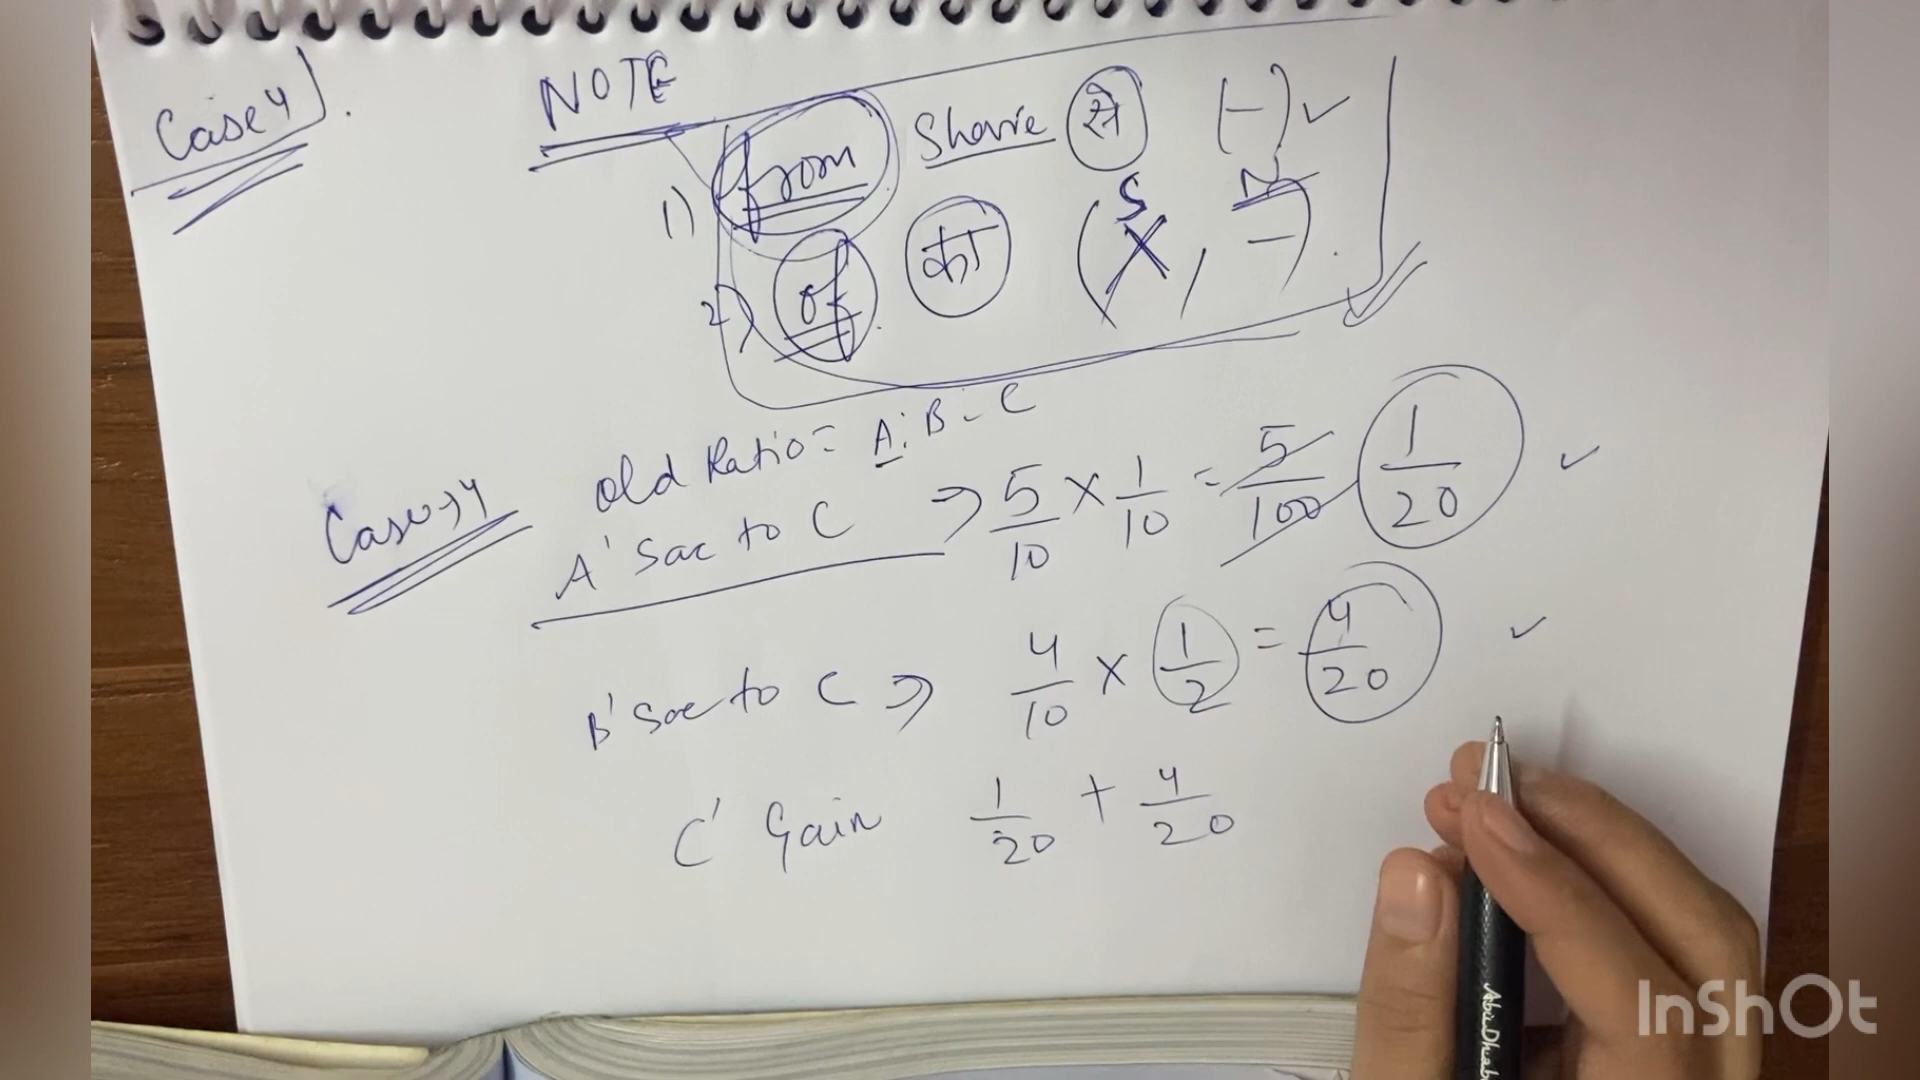 Case 4
NOTE
1) from Share से (-) ✓
S N
2) of का (X, -).
Case → 4
Old Ratio = A: B - C
A' Sac to C ⇒ 5/10 X 1/10 = 5/100 1/20 ✓
B' Sac to C ⇒ 4/10 X 1/2 = 4/20 ✓
C' Gain 1/20 + 4/20
AbuDhab
InShOt